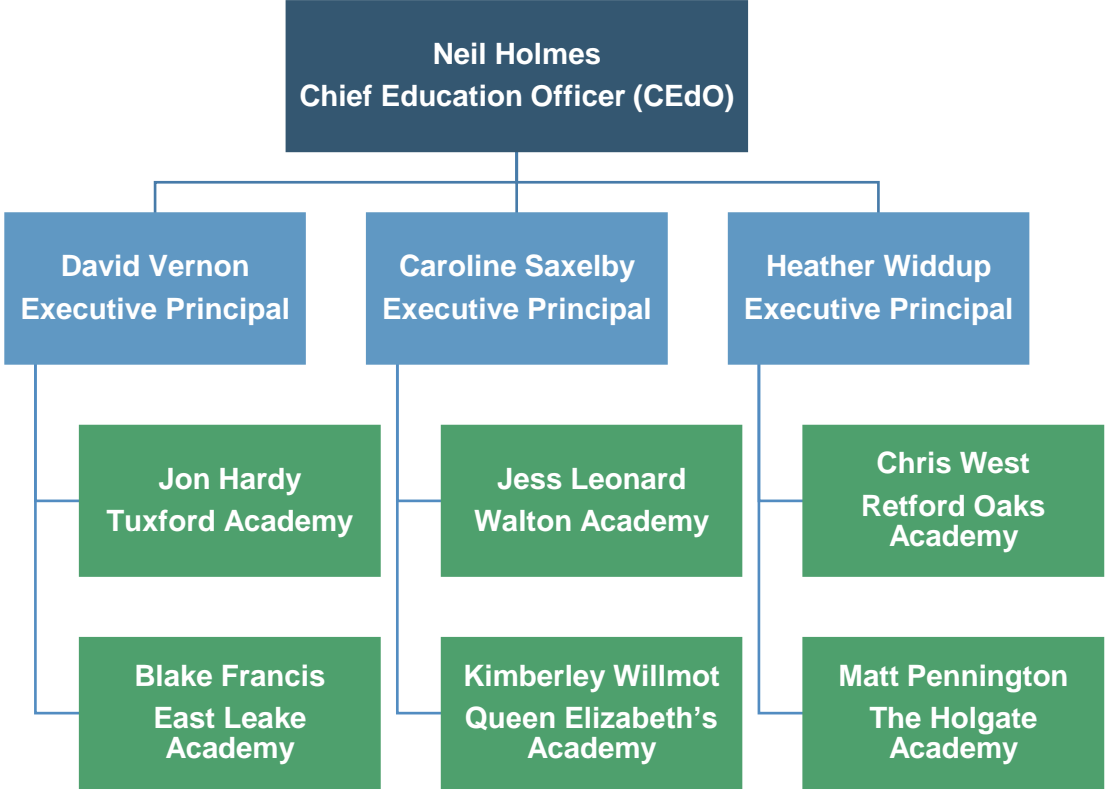 Neil Holmes
Chief Education Officer (CEdO)
David Vernon
Executive Principal
Caroline Saxelby
Executive Principal
Heather Widdup
Executive Principal
Jon Hardy
Tuxford Academy
Jess Leonard
Walton Academy
Chris West
Retford Oaks
Academy
Blake Francis
East Leake
Academy
Kimberley Willmot
Queen Elizabeth’s
Academy
Matt Pennington
The Holgate
Academy